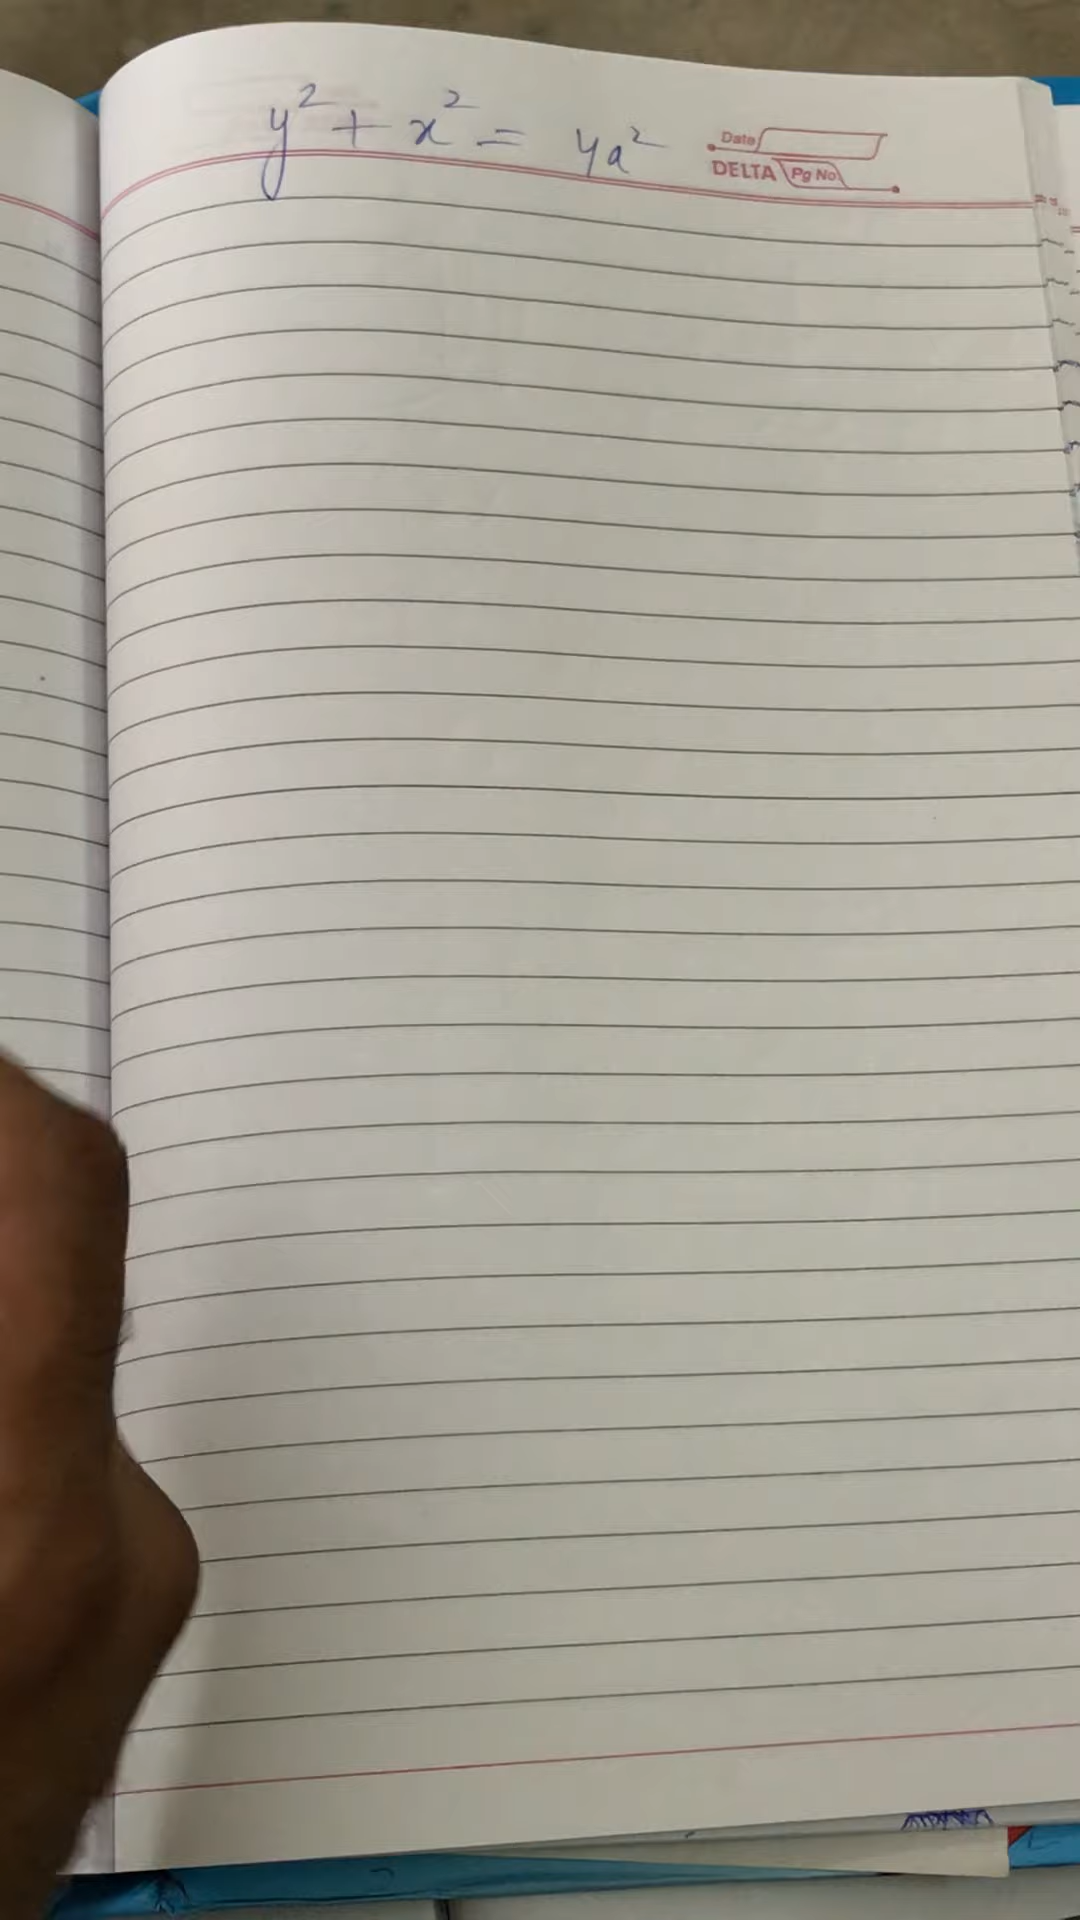 y² + x² = 4a²
Date
DELTA Pg No